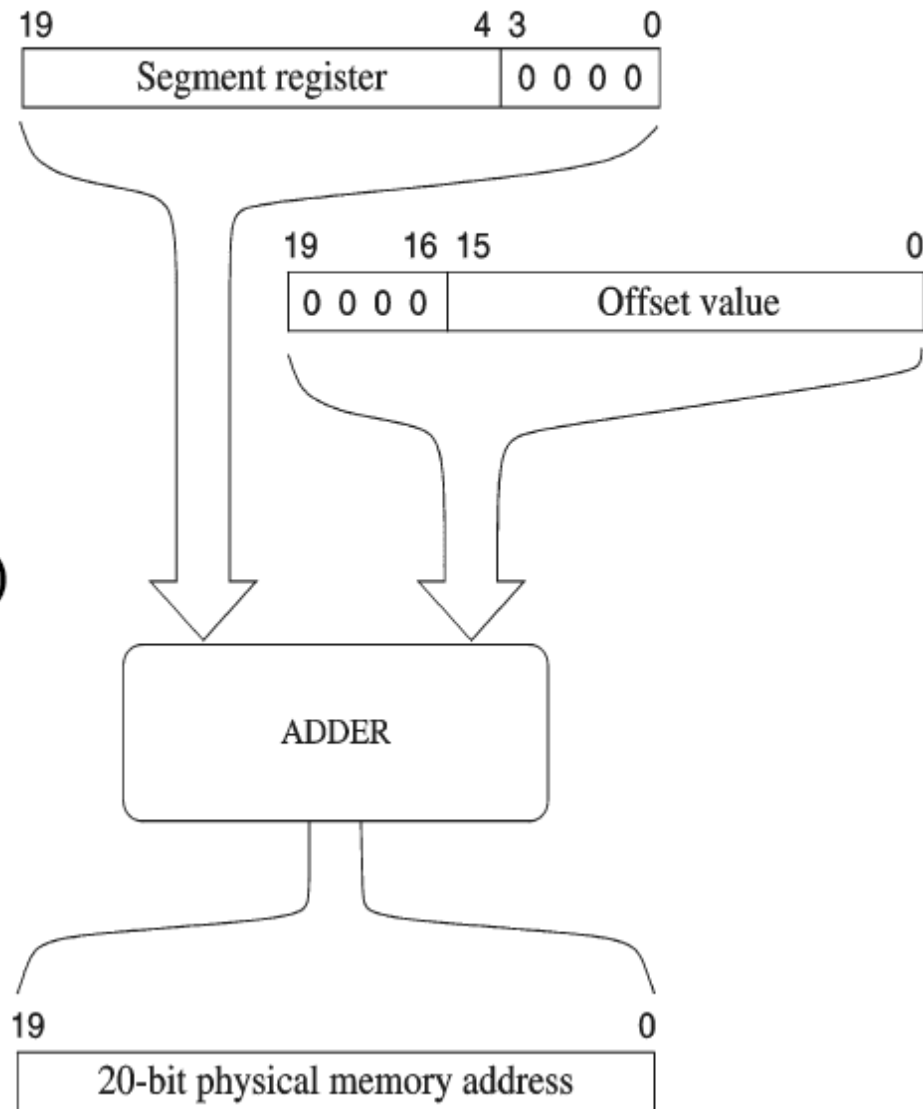 19 4 3 0
Segment register 0 0 0 0
19 16 15 0
0 0 0 0 Offset value
)
ADDER
19 0
20-bit physical memory address